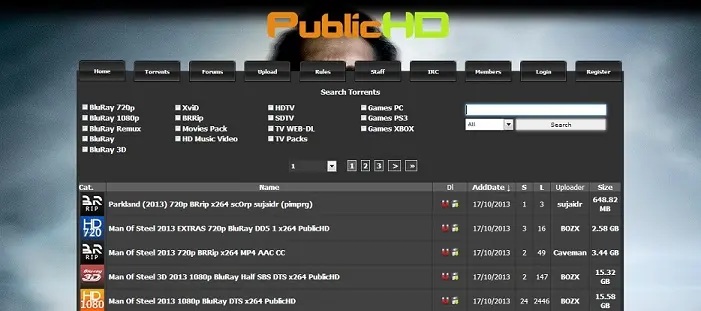 PublicHD
Home Torrents Forums Upload Rules Staff IRC Members Login Register
Search Torrents
BluRay 720p XviD HDTV Games PC
BluRay 1080p BRRip SDTV Games PS3
BluRay Remux Movies Pack TV WEB-DL Games XBOX All Search
BluRay HD Music Video TV Packs
BluRay 3D
1 1 2 3 > »
Cat. Name Dl AddDate ↓ S L Uploader Size
BR RIP Parkland (2013) 720p BRrip x264 sc0rp sujaidr (pimprg) 17/10/2013 1 3 sujaidr 648.82 MB
HD 720 Man Of Steel 2013 EXTRAS 720p BluRay DD5 1 x264 PublicHD 17/10/2013 3 16 BOZX 2.58 GB
BR RIP Man Of Steel 2013 720p BRRip x264 MP4 AAC CC 17/10/2013 2 49 Caveman 3.44 GB
Bluray 3D Man Of Steel 3D 2013 1080p BluRay Half SBS DTS x264 PublicHD 17/10/2013 2 147 BOZX 15.32 GB
HD 1080 Man Of Steel 2013 1080p BluRay DTS x264 PublicHD 17/10/2013 24 2446 BOZX 15.58 GB